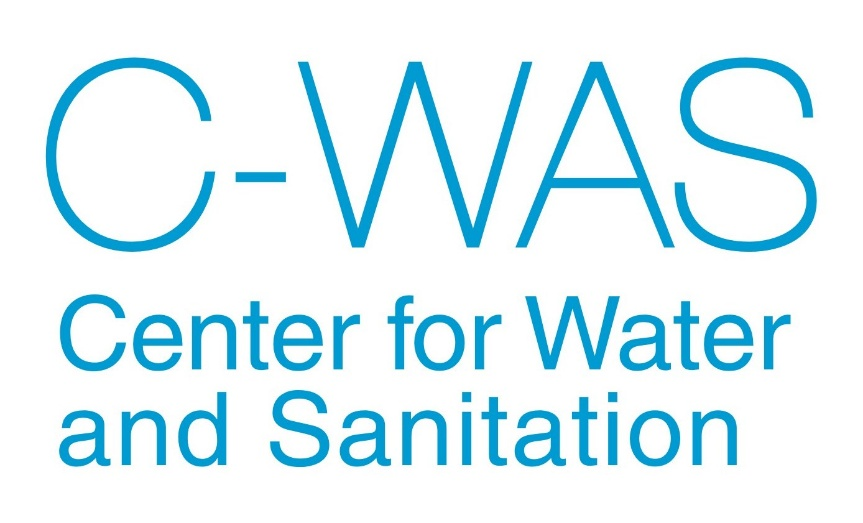 C-WAS
Center for Water
and Sanitation